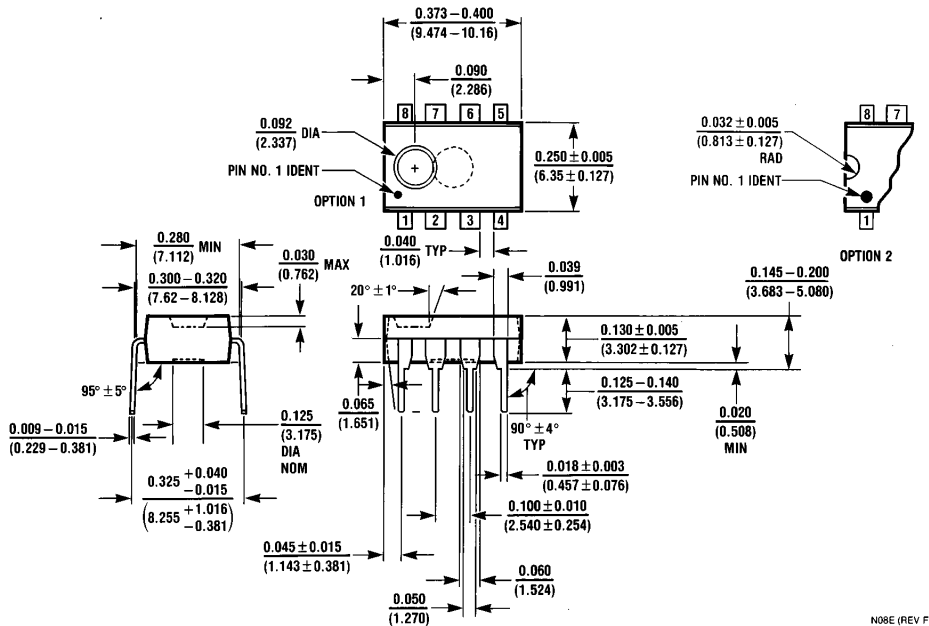 0.373 – 0.400
(9.474 – 10.16)
0.090
(2.286)
8 7 6 5
0.092 DIA
(2.337)
PIN NO. 1 IDENT
OPTION 1
1 2 3 4
0.250 ± 0.005
(6.35 ± 0.127)
8 7
0.032 ± 0.005
(0.813 ± 0.127)
RAD
PIN NO. 1 IDENT
1
OPTION 2
0.280 MIN
(7.112)
0.300 – 0.320
(7.62 – 8.128)
0.030 MAX
(0.762)
0.040 TYP
(1.016)
0.039
(0.991)
20° ± 1°
0.145 – 0.200
(3.683 – 5.080)
0.130 ± 0.005
(3.302 ± 0.127)
0.125 – 0.140
(3.175 – 3.556)
0.020
(0.508)
MIN
95° ± 5°
0.009 – 0.015
(0.229 – 0.381)
0.125
(3.175)
DIA
NOM
0.065
(1.651)
90° ± 4°
TYP
0.325 +0.040
–0.015
(8.255 +1.016
–0.381)
0.018 ± 0.003
(0.457 ± 0.076)
0.100 ± 0.010
(2.540 ± 0.254)
0.045 ± 0.015
(1.143 ± 0.381)
0.060
(1.524)
0.050
(1.270)
N08E (REV F